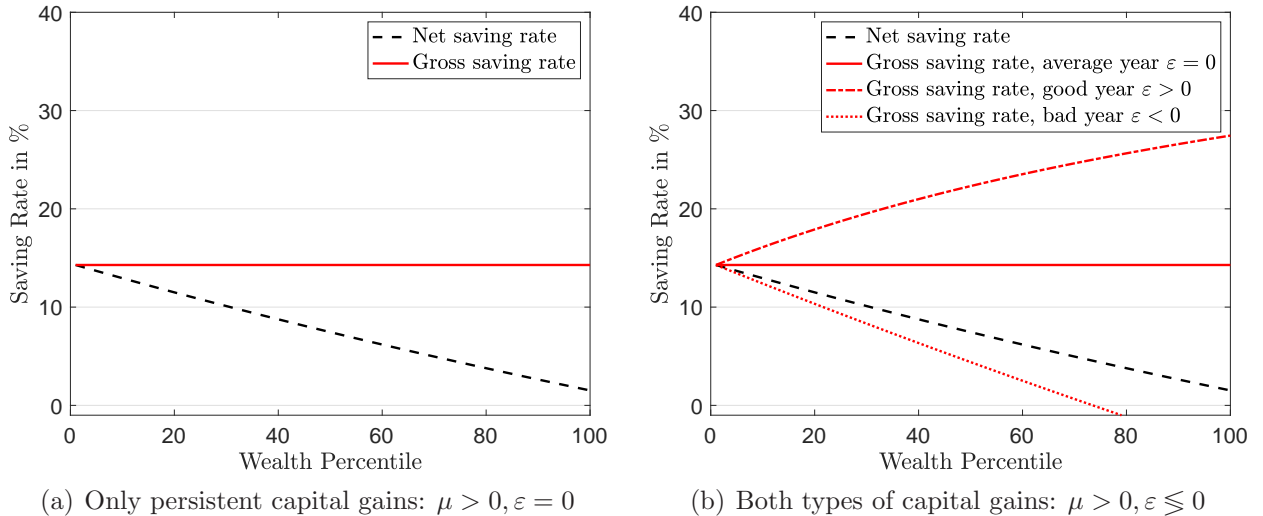 40
30
20
10
0
Saving Rate in %
0 20 40 60 80 100
Wealth Percentile
Net saving rate
Gross saving rate
(a) Only persistent capital gains: μ > 0, ε = 0
40
30
20
10
0
Saving Rate in %
0 20 40 60 80 100
Wealth Percentile
Net saving rate
Gross saving rate, average year ε = 0
Gross saving rate, good year ε > 0
Gross saving rate, bad year ε < 0
(b) Both types of capital gains: μ > 0, ε ≶ 0